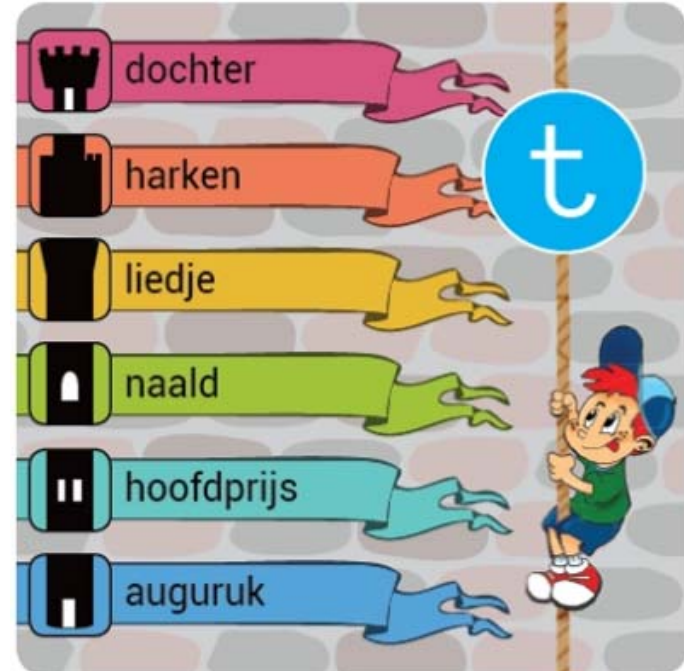 dochter
t
harken
liedje
naald
hoofdprijs
auguruk